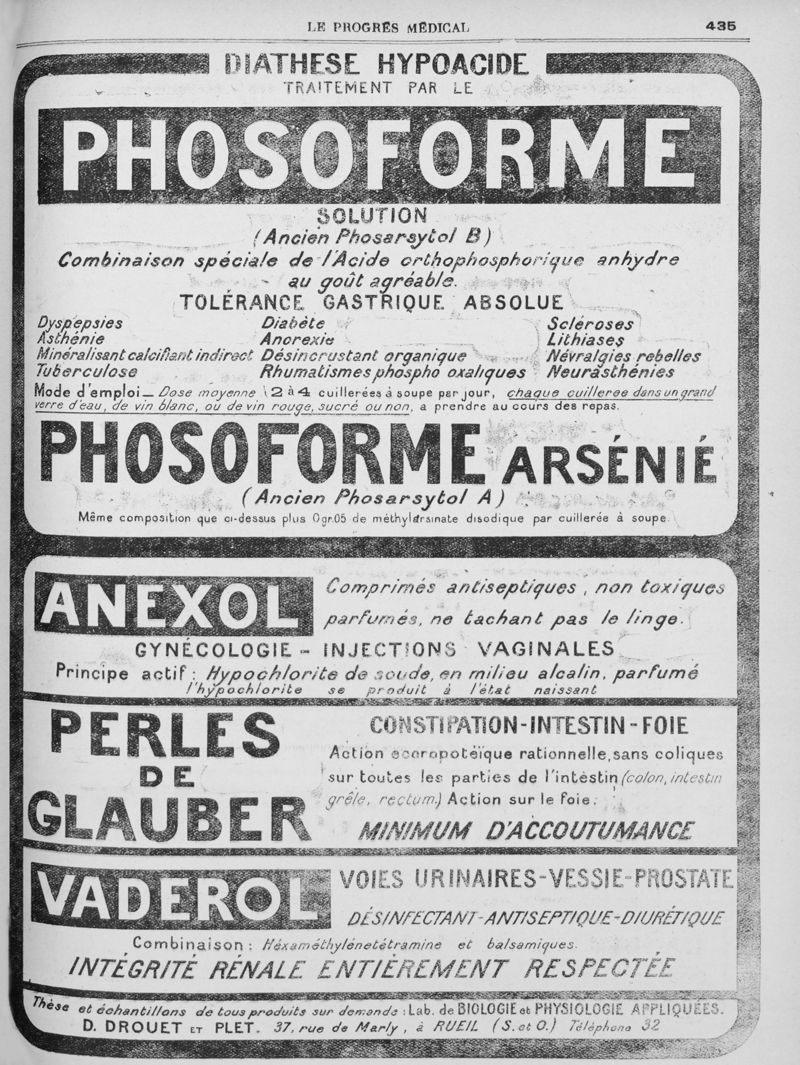 LE PROGRÈS MÉDICAL 435
DIATHESE HYPOACIDE
TRAITEMENT PAR LE
PHOSOFORME
SOLUTION
(Ancien Phosarsytol B)
Combinaison spéciale de l'Acide orthophosphorique anhydre
au goût agréable.
TOLÉRANCE GASTRIQUE ABSOLUE
Dyspepsies Diabète Scléroses
Asthénie Anorexie Lithiases
Minéralisant calcifiant indirect Désincrustant organique Névralgies rebelles
Tuberculose Rhumatismes phospho oxaliques Neurasthénies
Mode d'emploi — Dose moyenne 2 à 4 cuillerées à soupe par jour, chaque cuilleree dans un grand
verre d'eau, de vin blanc, ou de vin rouge, sucré ou non, a prendre au cours des repas.
PHOSOFORME ARSÉNIÉ
(Ancien Phosarsytol A)
Même composition que ci-dessus plus 0gr.05 de méthylarsinate disodique par cuillerée à soupe.
ANEXOL
Comprimés antiseptiques, non toxiques
parfumés, ne tachant pas le linge.
GYNÉCOLOGIE - INJECTIONS VAGINALES
Principe actif : Hypochlorite de soude, en milieu alcalin, parfumé
l'hypochlorite se produit à l'état naissant
PERLES
DE
GLAUBER
CONSTIPATION - INTESTIN - FOIE
Action eccropotéïque rationnelle, sans coliques
sur toutes les parties de l'intestin (colon, intestin
grêle, rectum.) Action sur le foie.
MINIMUM D'ACCOUTUMANCE
VADEROL
VOIES URINAIRES - VESSIE - PROSTATE
DÉSINFECTANT - ANTISEPTIQUE - DIURÉTIQUE
Combinaison : Héxaméthylénetétramine et balsamiques.
INTÉGRITÉ RÉNALE ENTIÈREMENT RESPECTÉE
Thèse et échantillons de tous produits sur demande : Lab. de BIOLOGIE et PHYSIOLOGIE APPLIQUÉES.
D. DROUET ET PLET. 37, rue de Marly, à RUEIL (S. et O.) Téléphone 32